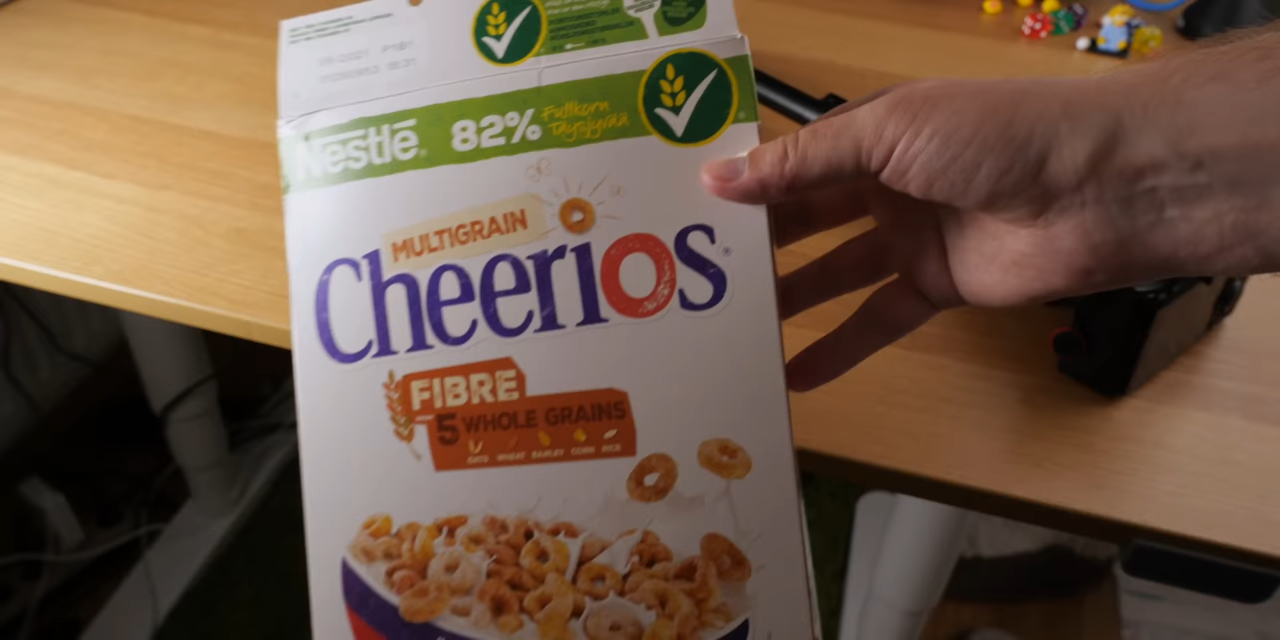 Nestlé
82%
Fullkorn
Täysjyvää
MULTIGRAIN
Cheerios
FIBRE
5 WHOLE GRAINS
OATS WHEAT BARLEY CORN RICE